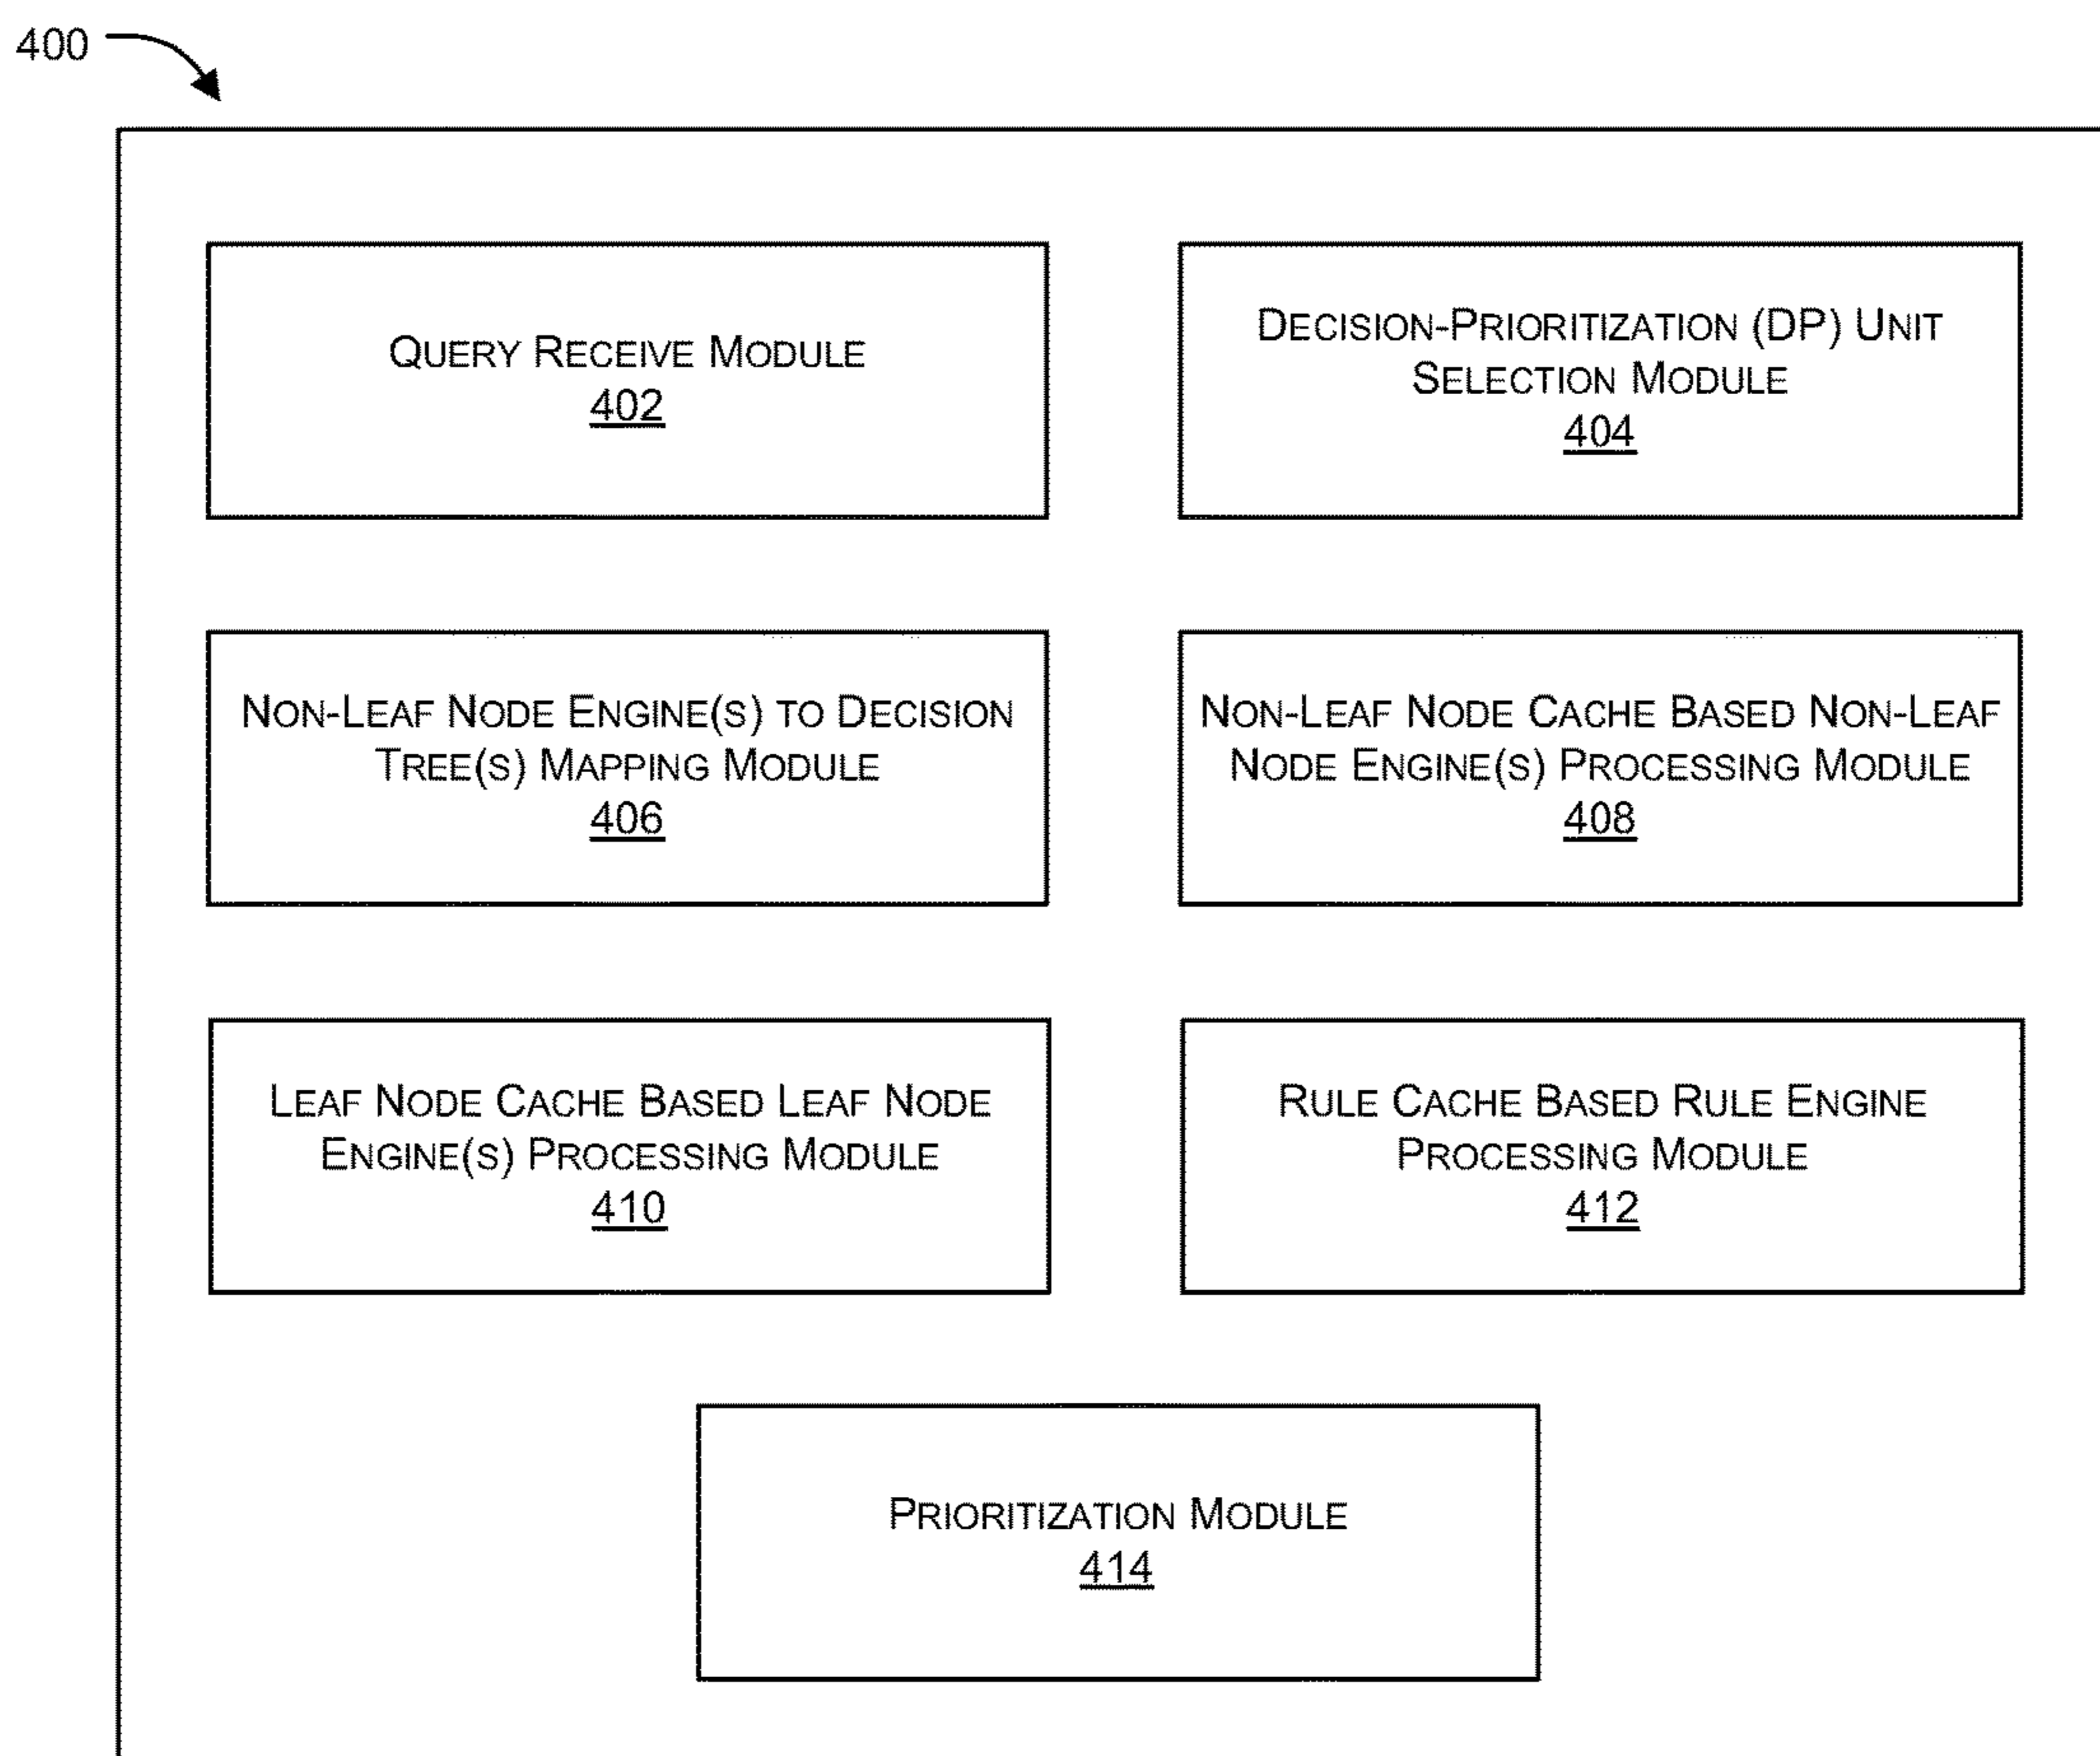 400
QUERY RECEIVE MODULE
402
DECISION-PRIORITIZATION (DP) UNIT
SELECTION MODULE
404
NON-LEAF NODE ENGINE(S) TO DECISION
TREE(S) MAPPING MODULE
406
NON-LEAF NODE CACHE BASED NON-LEAF
NODE ENGINE(S) PROCESSING MODULE
408
LEAF NODE CACHE BASED LEAF NODE
ENGINE(S) PROCESSING MODULE
410
RULE CACHE BASED RULE ENGINE
PROCESSING MODULE
412
PRIORITIZATION MODULE
414